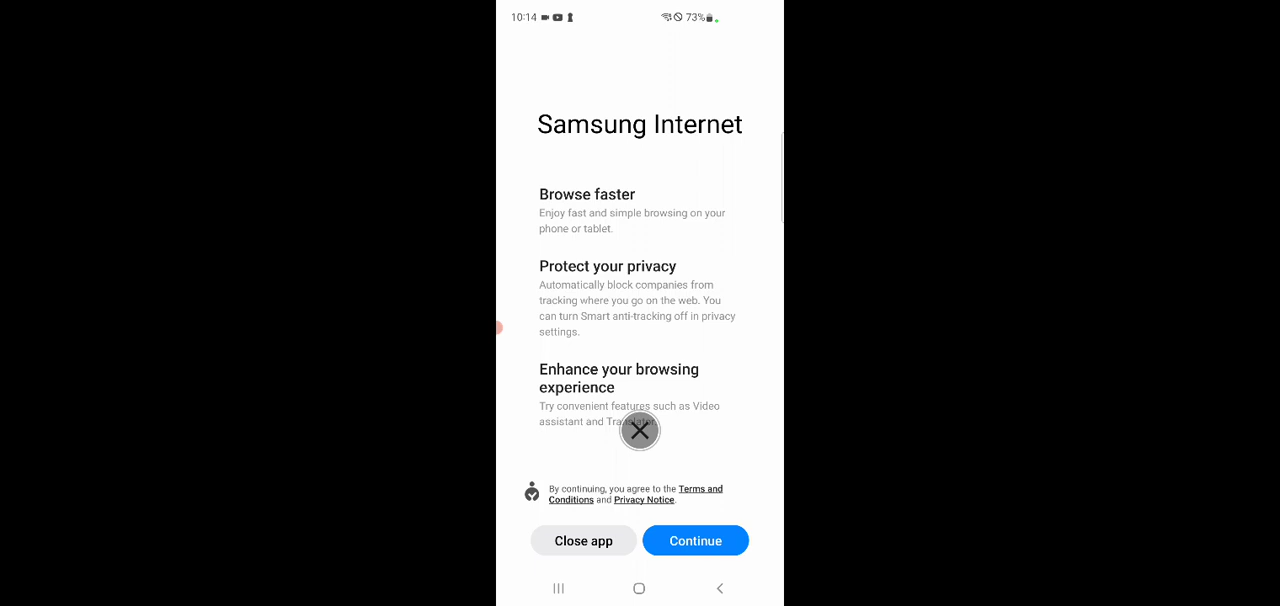 10:14
73%
Samsung Internet
Browse faster
Enjoy fast and simple browsing on your
phone or tablet.
Protect your privacy
Automatically block companies from
tracking where you go on the web. You
can turn Smart anti-tracking off in privacy
settings.
Enhance your browsing
experience
Try convenient features such as Video
assistant and Translator.
By continuing, you agree to the Terms and
Conditions and Privacy Notice.
Close app
Continue